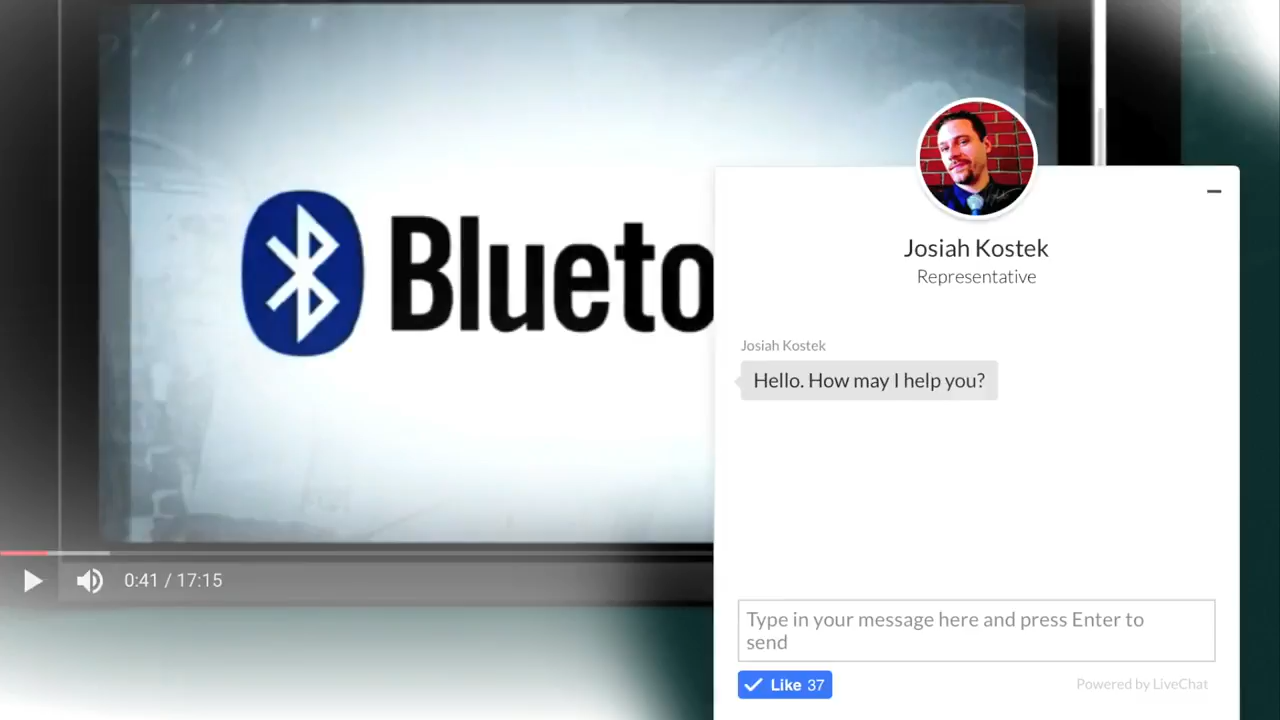 Blueto
Josiah Kostek
Representative
Josiah Kostek
Hello. How may I help you?
Type in your message here and press Enter to
send
Like 37
Powered by LiveChat
0:41 / 17:15